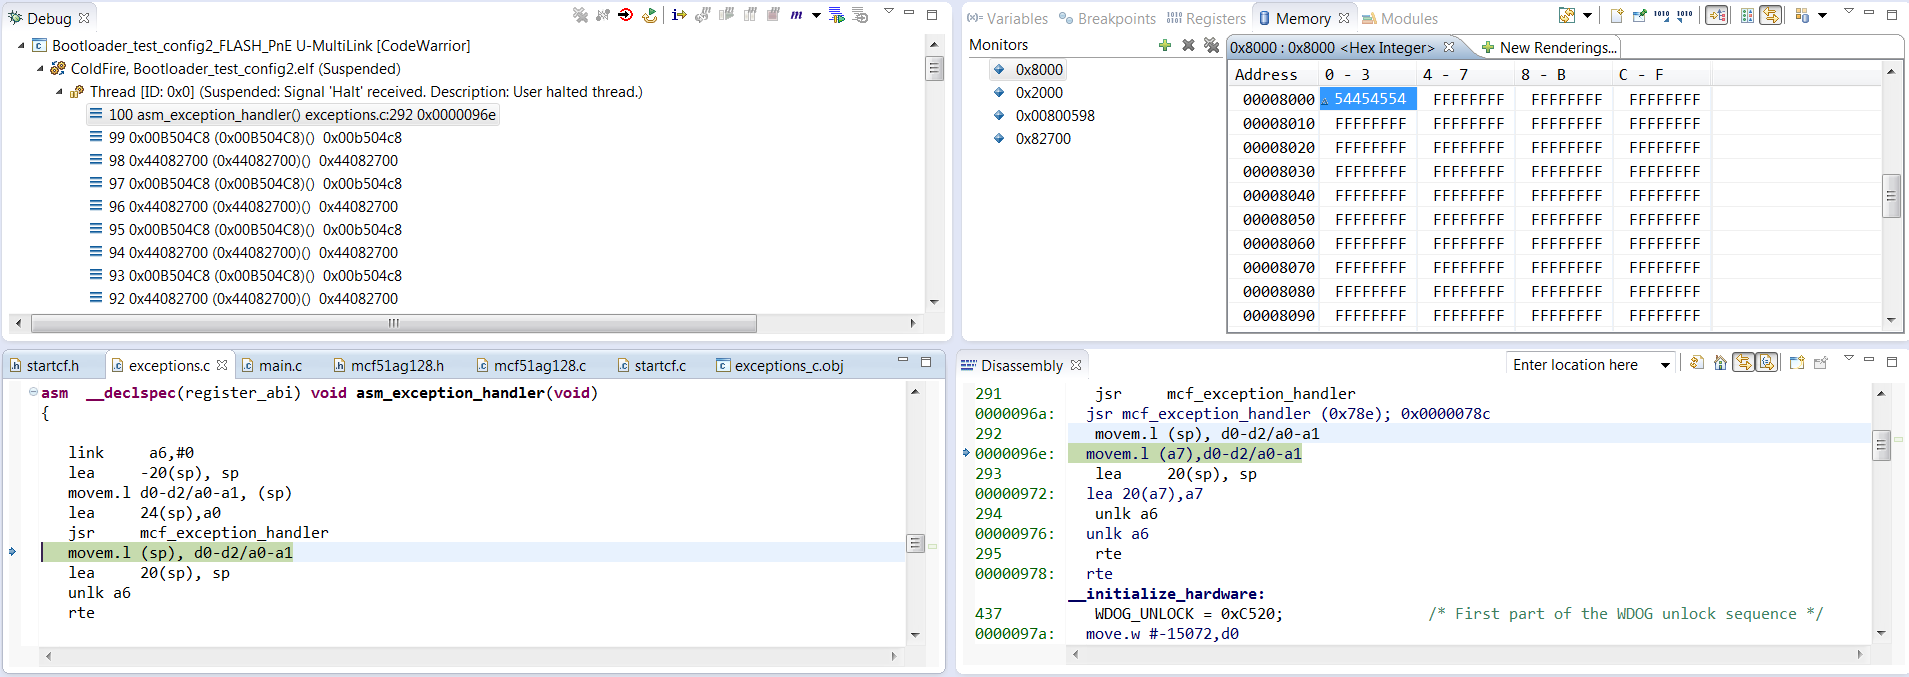 Debug
Bootloader_test_config2_FLASH_PnE U-MultiLink [CodeWarrior]
ColdFire, Bootloader_test_config2.elf (Suspended)
Thread [ID: 0x0] (Suspended: Signal 'Halt' received. Description: User halted thread.)
100 asm_exception_handler() exceptions.c:292 0x0000096e
99 0x00B504C8 (0x00B504C8)()  0x00b504c8
98 0x44082700 (0x44082700)()  0x44082700
97 0x00B504C8 (0x00B504C8)()  0x00b504c8
96 0x44082700 (0x44082700)()  0x44082700
95 0x00B504C8 (0x00B504C8)()  0x00b504c8
94 0x44082700 (0x44082700)()  0x44082700
93 0x00B504C8 (0x00B504C8)()  0x00b504c8
92 0x44082700 (0x44082700)()  0x44082700
(x)= Variables Breakpoints Registers Memory Modules
Monitors
0x8000
0x2000
0x00800598
0x82700
0x8000 : 0x8000 <Hex Integer> New Renderings...
Address 0 - 3 4 - 7 8 - B C - F
00008000 54454554 FFFFFFFF FFFFFFFF FFFFFFFF
00008010 FFFFFFFF FFFFFFFF FFFFFFFF FFFFFFFF
00008020 FFFFFFFF FFFFFFFF FFFFFFFF FFFFFFFF
00008030 FFFFFFFF FFFFFFFF FFFFFFFF FFFFFFFF
00008040 FFFFFFFF FFFFFFFF FFFFFFFF FFFFFFFF
00008050 FFFFFFFF FFFFFFFF FFFFFFFF FFFFFFFF
00008060 FFFFFFFF FFFFFFFF FFFFFFFF FFFFFFFF
00008070 FFFFFFFF FFFFFFFF FFFFFFFF FFFFFFFF
00008080 FFFFFFFF FFFFFFFF FFFFFFFF FFFFFFFF
00008090 FFFFFFFF FFFFFFFF FFFFFFFF FFFFFFFF
startcf.h exceptions.c main.c mcf51ag128.h mcf51ag128.c startcf.c exceptions_c.obj
asm  __declspec(register_abi) void asm_exception_handler(void)
{
link     a6,#0
lea     -20(sp), sp
movem.l d0-d2/a0-a1, (sp)
lea     24(sp),a0
jsr     mcf_exception_handler
movem.l (sp), d0-d2/a0-a1
lea     20(sp), sp
unlk a6
rte
Disassembly
Enter location here
291 jsr     mcf_exception_handler
0000096a: jsr mcf_exception_handler (0x78e); 0x0000078c
292 movem.l (sp), d0-d2/a0-a1
0000096e: movem.l (a7),d0-d2/a0-a1
293 lea     20(sp), sp
00000972: lea 20(a7),a7
294 unlk a6
00000976: unlk a6
295 rte
00000978: rte
__initialize_hardware:
437 WDOG_UNLOCK = 0xC520; /* First part of the WDOG unlock sequence */
0000097a: move.w #-15072,d0